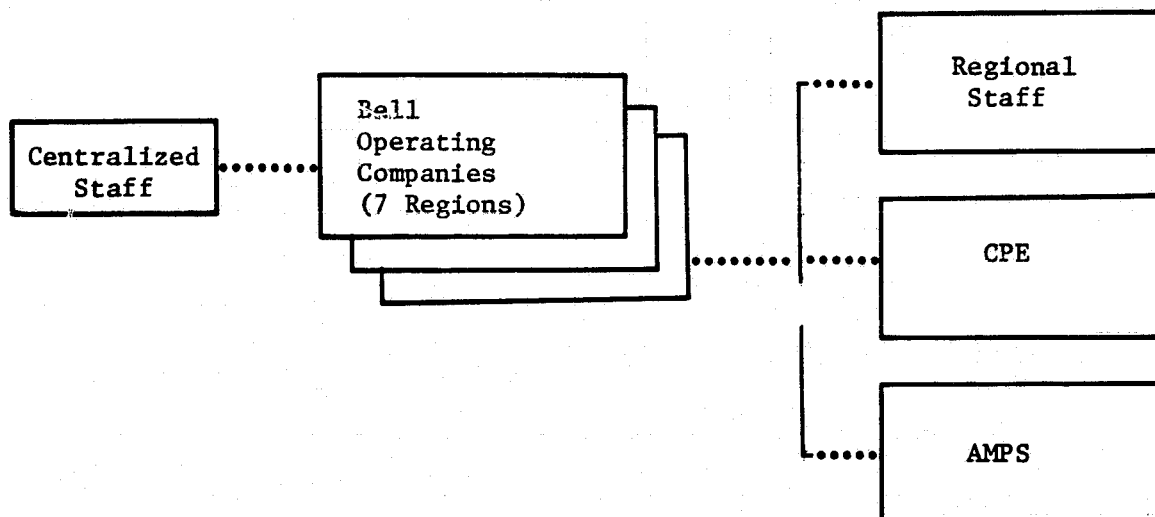 Centralized
Staff
Bell
Operating
Companies
(7 Regions)
Regional
Staff
CPE
AMPS